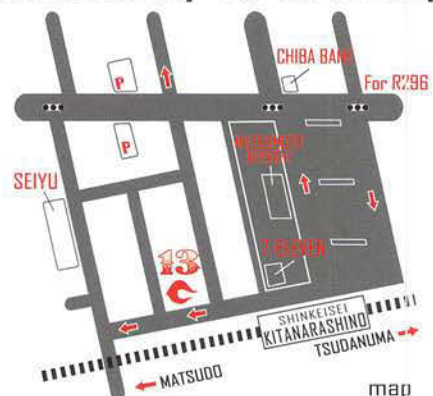 CHIBA BANK
P
For R296
P
SEIYU
13
7-ELEVEN
SHINKEISEI
KITANARASHINO
TSUDANUMA
MATSUDO
map